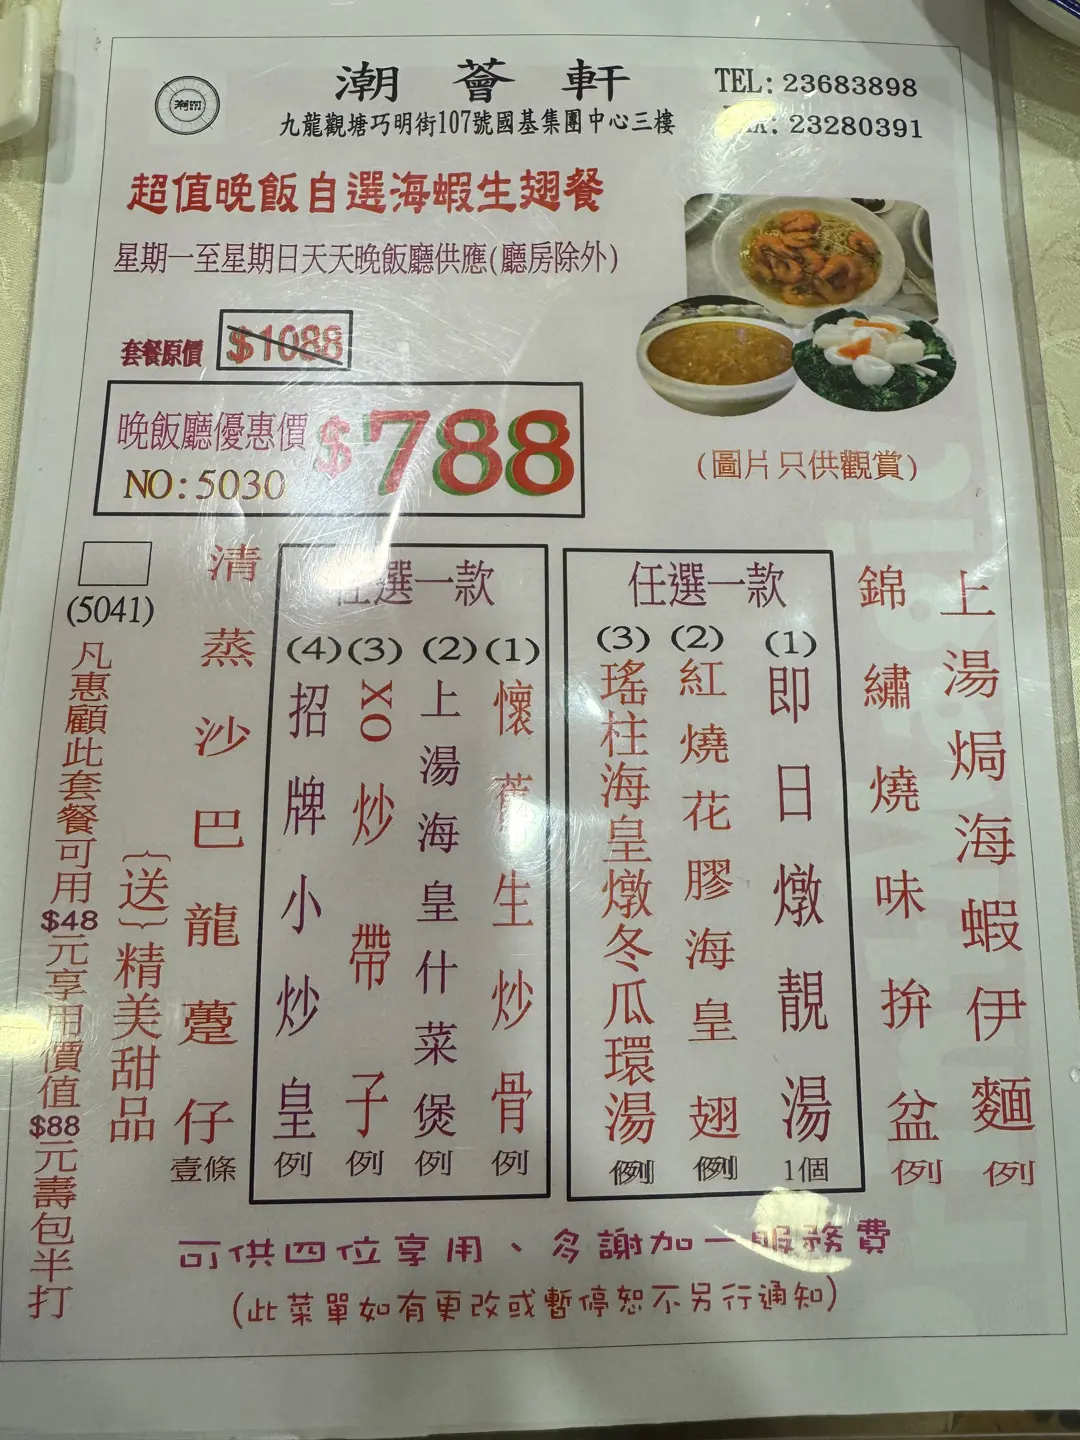 潮薈軒
TEL: 23683898
九龍觀塘巧明街107號國基集團中心三樓
23280391
超值晚飯自選海蝦生翅餐
星期一至星期日天天晚飯廳供應(廳房除外)
套餐原價 $1088
晚飯廳優惠價 $788
NO: 5030
(圖片只供觀賞)
上湯焗海蝦伊麵 例
錦繡燒味拚盆 例
任選一款
(1) 即日燉靚湯 1個
(2) 紅燒花膠海皇翅 例
(3) 瑤柱海皇燉冬瓜環湯 例
任選一款
(1) 懷舊生炒骨 例
(2) 上湯海皇什菜煲 例
(3) XO炒帶子 例
(4) 招牌小炒皇 例
清蒸沙巴龍躉仔 壹條
{送}精美甜品
(5041)
凡惠顧此套餐可用$48元享用價值$88元壽包半打
可供四位享用、多謝加一服務費
(此菜單如有更改或暫停恕不另行通知)